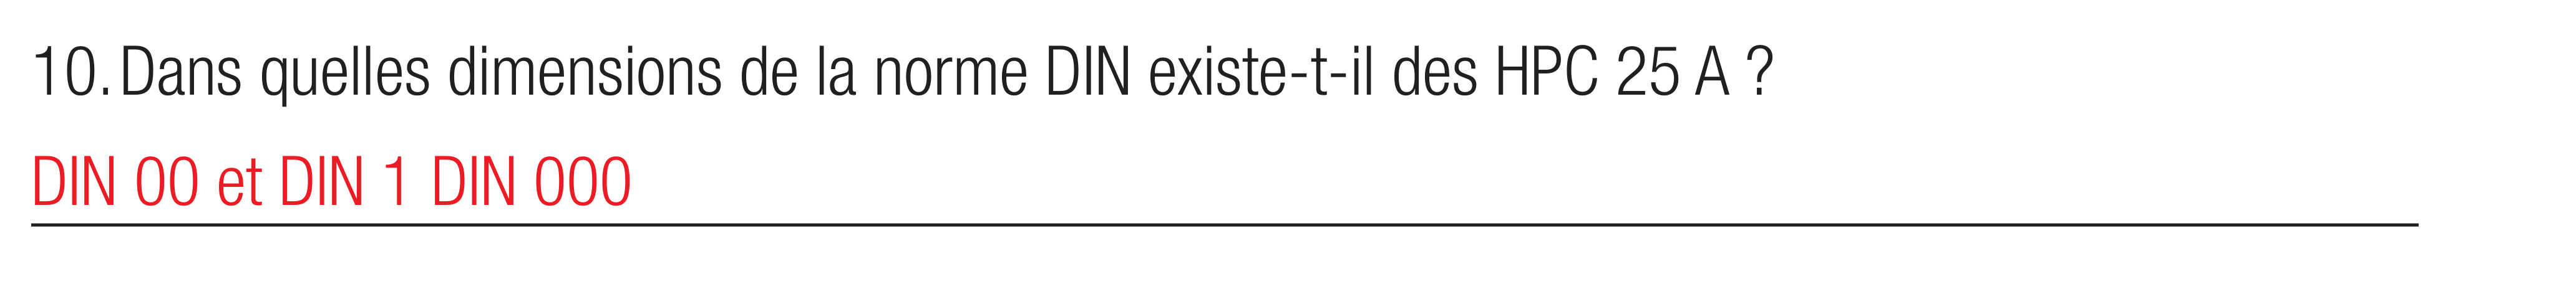 10. Dans quelles dimensions de la norme DIN existe-t-il des HPC 25 A ?
DIN 00 et DIN 1 DIN 000